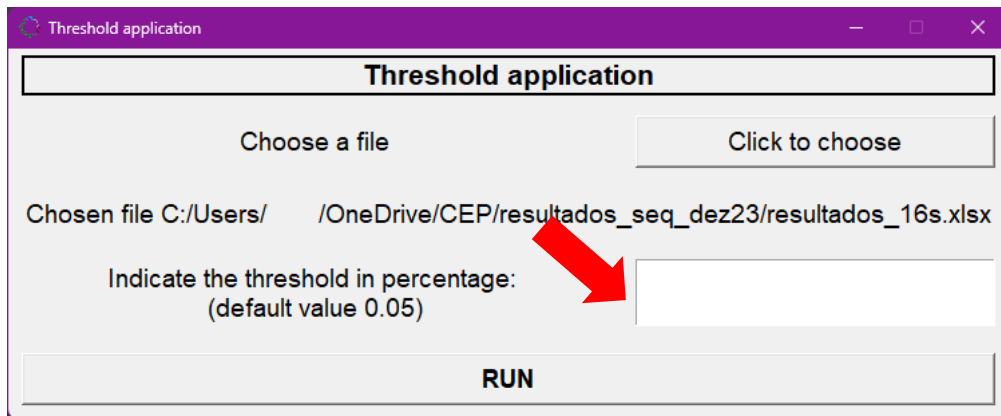 Threshold application
Threshold application
Choose a file
Click to choose
Chosen file C:/Users/ /OneDrive/CEP/resultados_seq_dez23/resultados_16s.xlsx
Indicate the threshold in percentage:
(default value 0.05)
RUN